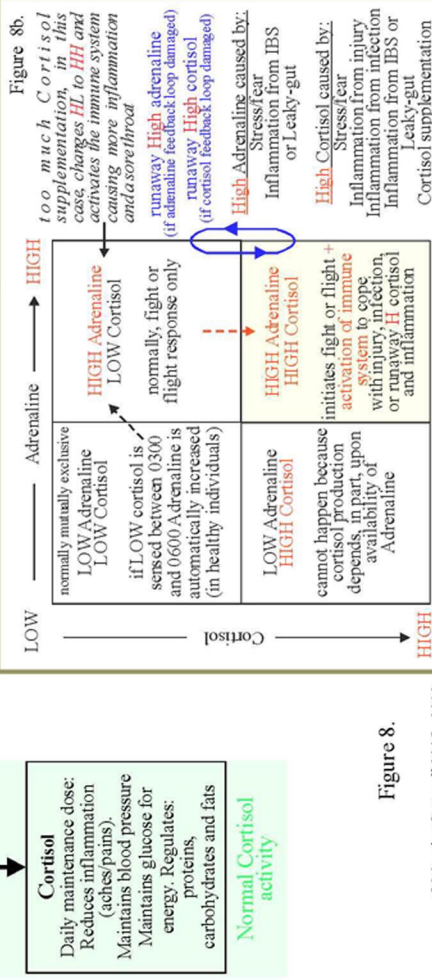 Cortisol
Daily maintenance dose:
Reduces inflammation
(aches/pains).
Maintains blood pressure
Maintains glucose for
energy. Regulates:
proteins,
carbohydrates and fats
Normal Cortisol
activity
Figure 8.
LOW
Adrenaline
HIGH
Figure 8b.
Cortisol
HIGH
normally mutually exclusive
LOW Adrenaline
LOW Cortisol
if LOW cortisol is
sensed between 0300
and 0600 Adrenaline is
automatically increased
(in healthy individuals)
HIGH Adrenaline
LOW Cortisol
normally, fight or
flight response only
LOW Adrenaline
HIGH Cortisol
cannot happen because
cortisol production
depends, in part, upon
availability of
Adrenaline
HIGH Adrenaline
HIGH Cortisol
initiates fight or flight +
activation of immune
system to cope
with injury, infection,
or runaway H cortisol
and inflammation
too much Cortisol
supplementation, in this
case, changes HL to HH and
activates the immune system
causing more inflammation
and a sore throat
runaway High adrenaline
(if adrenaline feedback loop damaged)
runaway High cortisol
(if cortisol feedback loop damaged)
High Adrenaline caused by:
Stress/fear
Inflammation from IBS
or Leaky-gut
High Cortisol caused by:
Stress/fear
Inflammation from injury
Inflammation from infection
Inflammation from IBS or
Leaky-gut
Cortisol supplementation